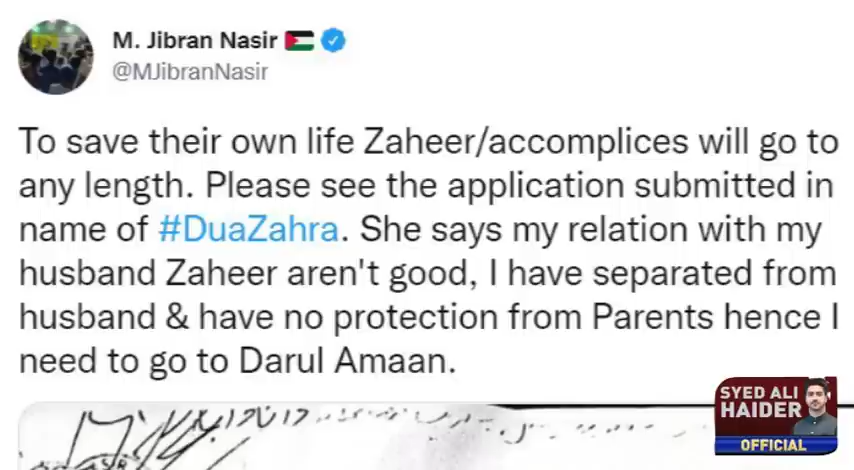 M. Jibran Nasir 🇵🇸
@MJibranNasir
To save their own life Zaheer/accomplices will go to
any length. Please see the application submitted in
name of #DuaZahra. She says my relation with my
husband Zaheer aren't good, I have separated from
husband & have no protection from Parents hence I
need to go to Darul Amaan.
SYED ALI
HAIDER
OFFICIAL